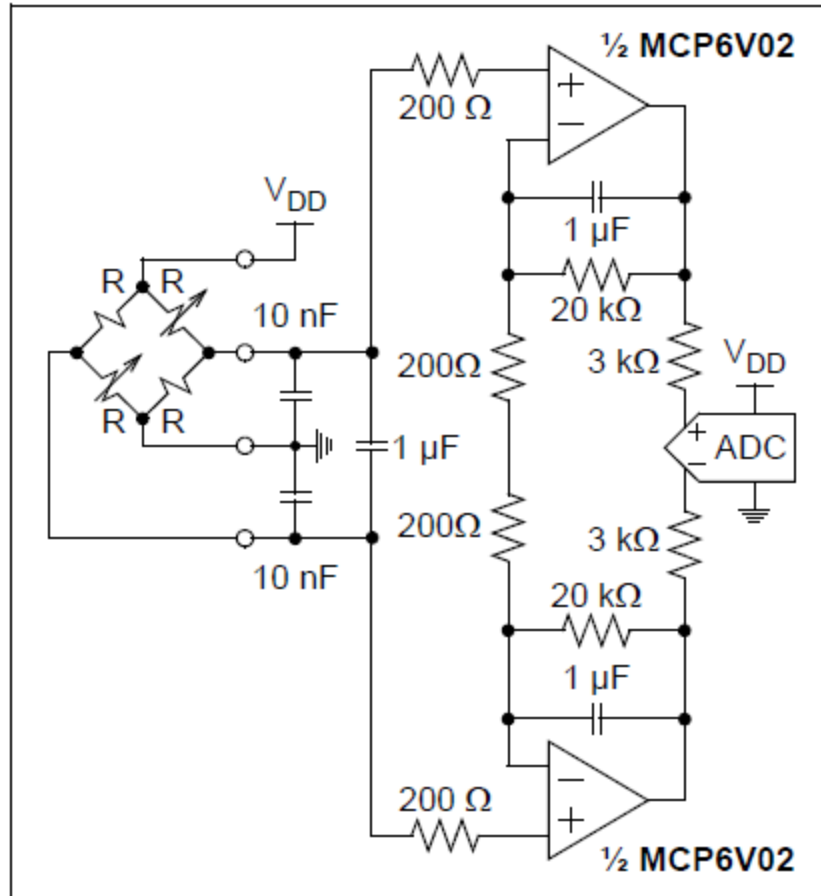 ½ MCP6V02
200 Ω
+
−
V_DD
1 µF
R R
20 kΩ
10 nF
200Ω
3 kΩ
V_DD
+
− ADC
R R
1 µF
200Ω
3 kΩ
10 nF
20 kΩ
1 µF
200 Ω
−
+
½ MCP6V02